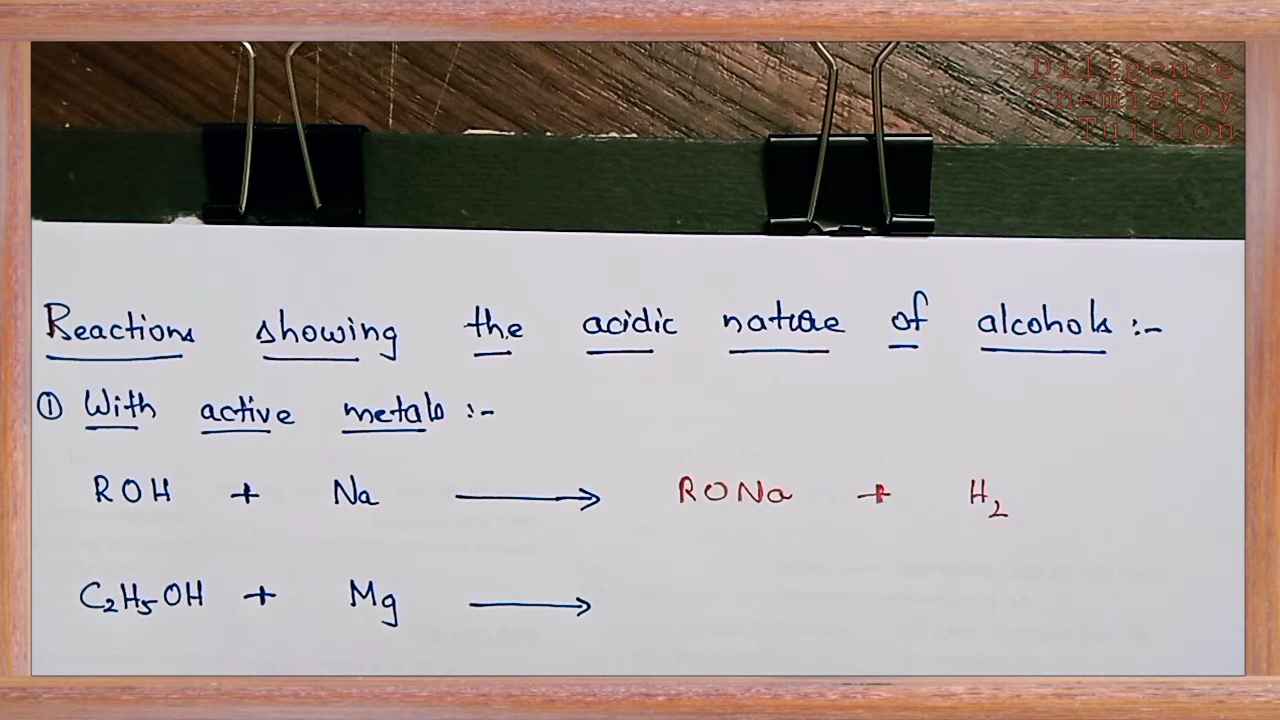 Diligence
Chemistry
Tuition
Reactions showing the acidic nature of alcohols :-
① With active metals :-
ROH + Na ⟶ RONa + H₂
C₂H₅OH + Mg ⟶